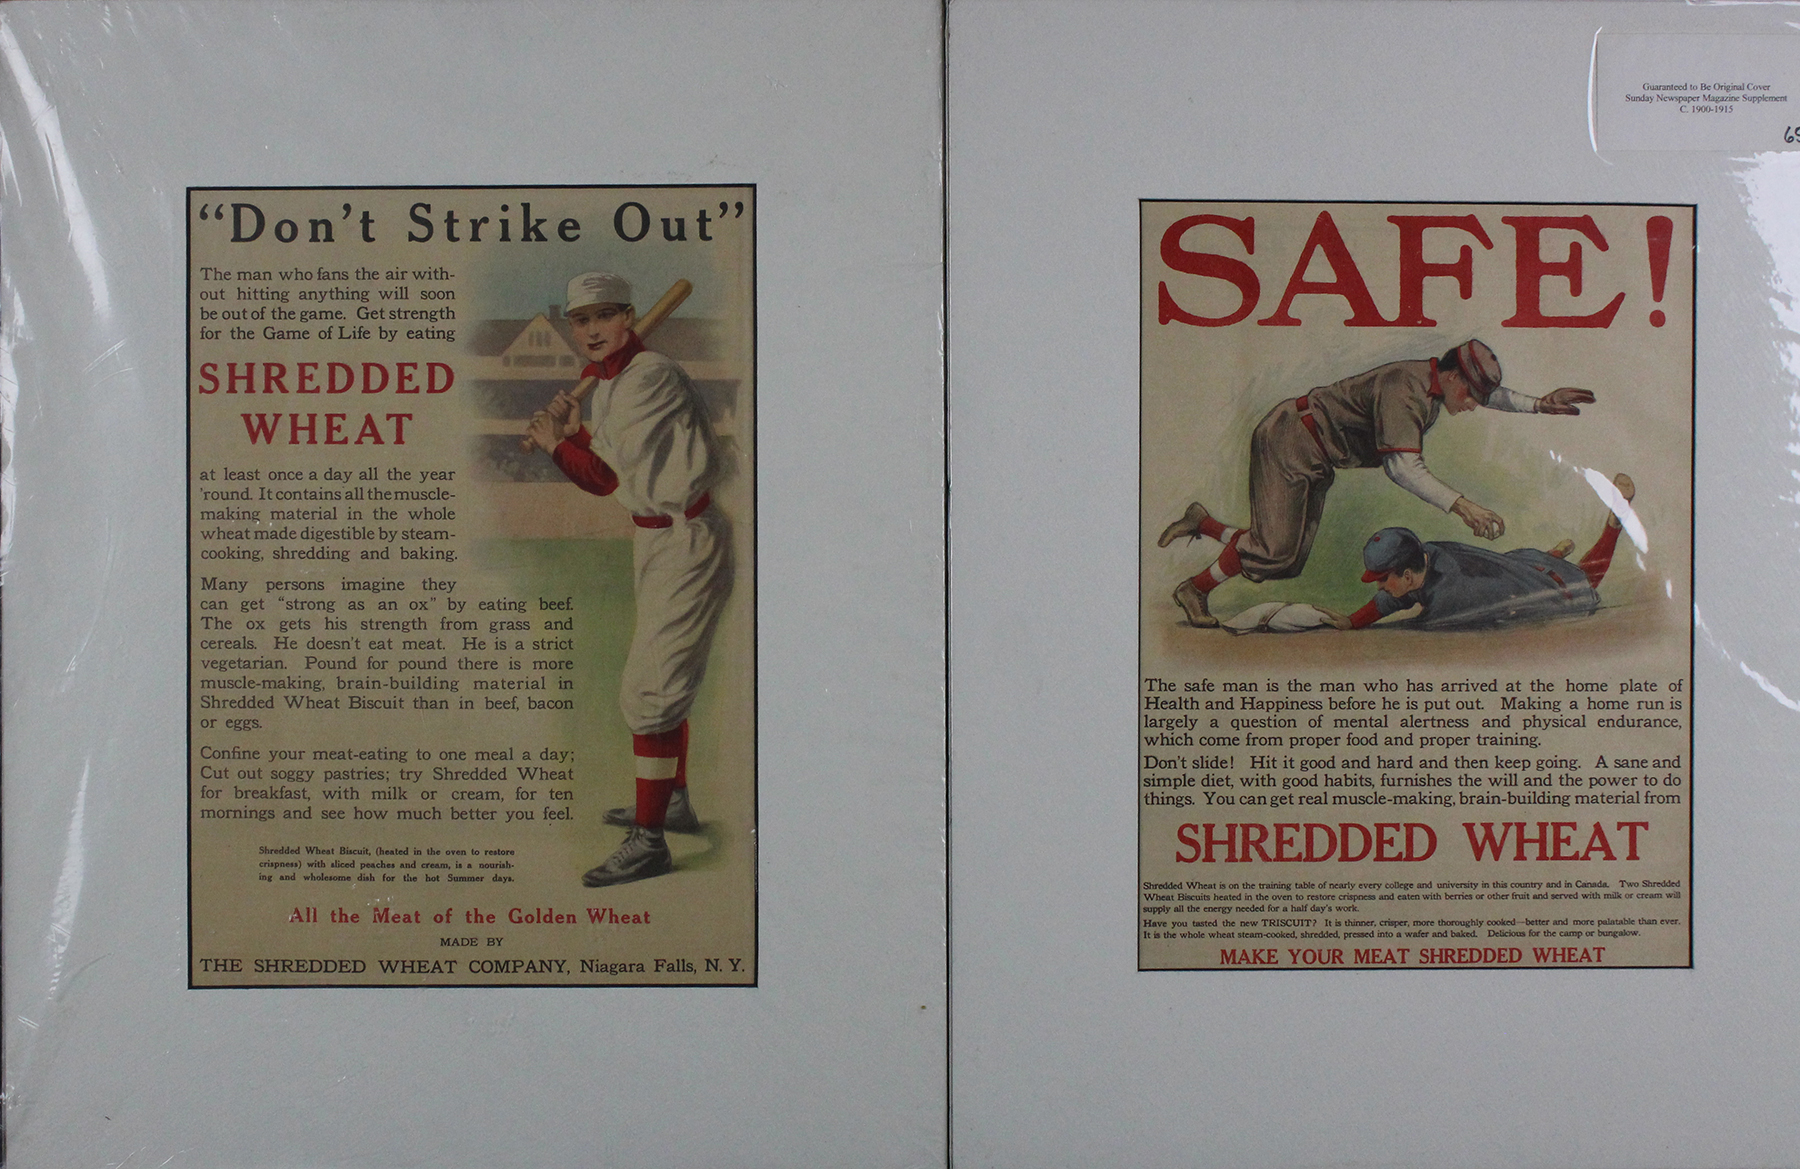 "Don't Strike Out"
The man who fans the air with-
out hitting anything will soon
be out of the game. Get strength
for the Game of Life by eating
SHREDDED
WHEAT
at least once a day all the year
'round. It contains all the muscle-
making material in the whole
wheat made digestible by steam-
cooking, shredding and baking.
Many persons imagine they
can get "strong as an ox" by eating beef.
The ox gets his strength from grass and
cereals. He doesn't eat meat. He is a strict
vegetarian. Pound for pound there is more
muscle-making, brain-building material in
Shredded Wheat Biscuit than in beef, bacon
or eggs.
Confine your meat-eating to one meal a day;
Cut out soggy pastries; try Shredded Wheat
for breakfast, with milk or cream, for ten
mornings and see how much better you feel.
Shredded Wheat Biscuit, (heated in the oven to restore
crispness) with sliced peaches and cream, is a nourish-
ing and wholesome dish for the hot Summer days.
All the Meat of the Golden Wheat
MADE BY
THE SHREDDED WHEAT COMPANY, Niagara Falls, N. Y.
Guaranteed to Be Original Cover
Sunday Newspaper Magazine Supplement
C. 1900-1915
SAFE!
The safe man is the man who has arrived at the home plate of
Health and Happiness before he is put out. Making a home run is
largely a question of mental alertness and physical endurance,
which come from proper food and proper training.
Don't slide! Hit it good and hard and then keep going. A sane and
simple diet, with good habits, furnishes the will and the power to do
things. You can get real muscle-making, brain-building material from
SHREDDED WHEAT
Shredded Wheat is on the training table of nearly every college and university in this country and in Canada. Two Shredded
Wheat Biscuits heated in the oven to restore crispness and eaten with berries or other fruit and served with milk or cream will
supply all the energy needed for a half day's work.
Have you tasted the new TRISCUIT? It is thinner, crisper, more thoroughly cooked—better and more palatable than ever.
It is the whole wheat steam-cooked, shredded, pressed into a wafer and baked. Delicious for the camp or bungalow.
MAKE YOUR MEAT SHREDDED WHEAT